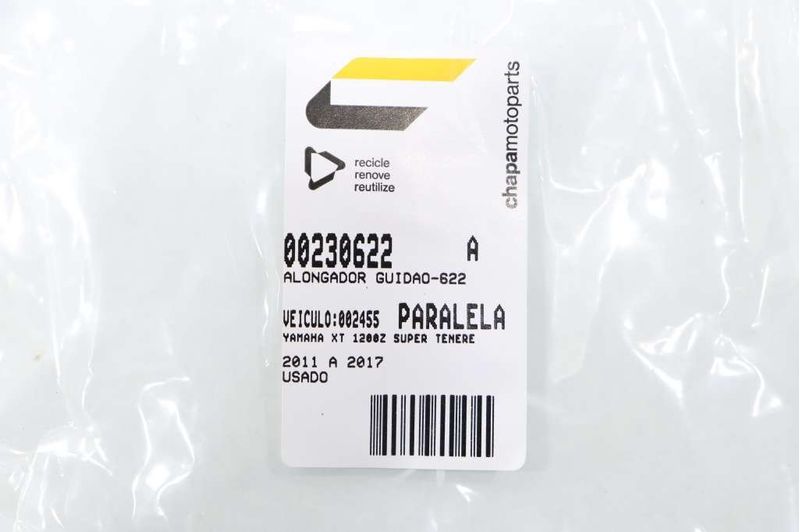 chapamotoparts
recicle
renove
reutilize
00230622 A
ALONGADOR GUIDAO-622
VEICULO:002455 PARALELA
YAMAHA XT 1200Z SUPER TENERE
2011 A 2017
USADO